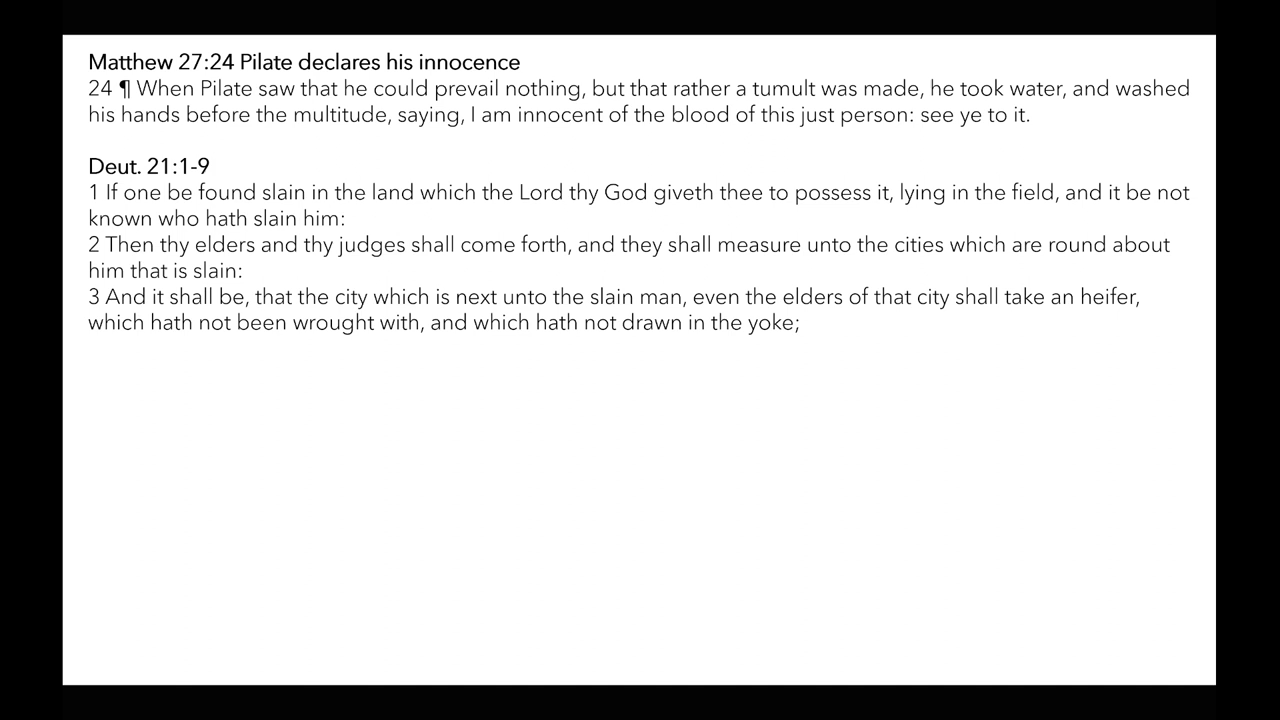 Matthew 27:24 Pilate declares his innocence
24 ¶ When Pilate saw that he could prevail nothing, but that rather a tumult was made, he took water, and washed
his hands before the multitude, saying, I am innocent of the blood of this just person: see ye to it.
Deut. 21:1-9
1 If one be found slain in the land which the Lord thy God giveth thee to possess it, lying in the field, and it be not
known who hath slain him:
2 Then thy elders and thy judges shall come forth, and they shall measure unto the cities which are round about
him that is slain:
3 And it shall be, that the city which is next unto the slain man, even the elders of that city shall take an heifer,
which hath not been wrought with, and which hath not drawn in the yoke;